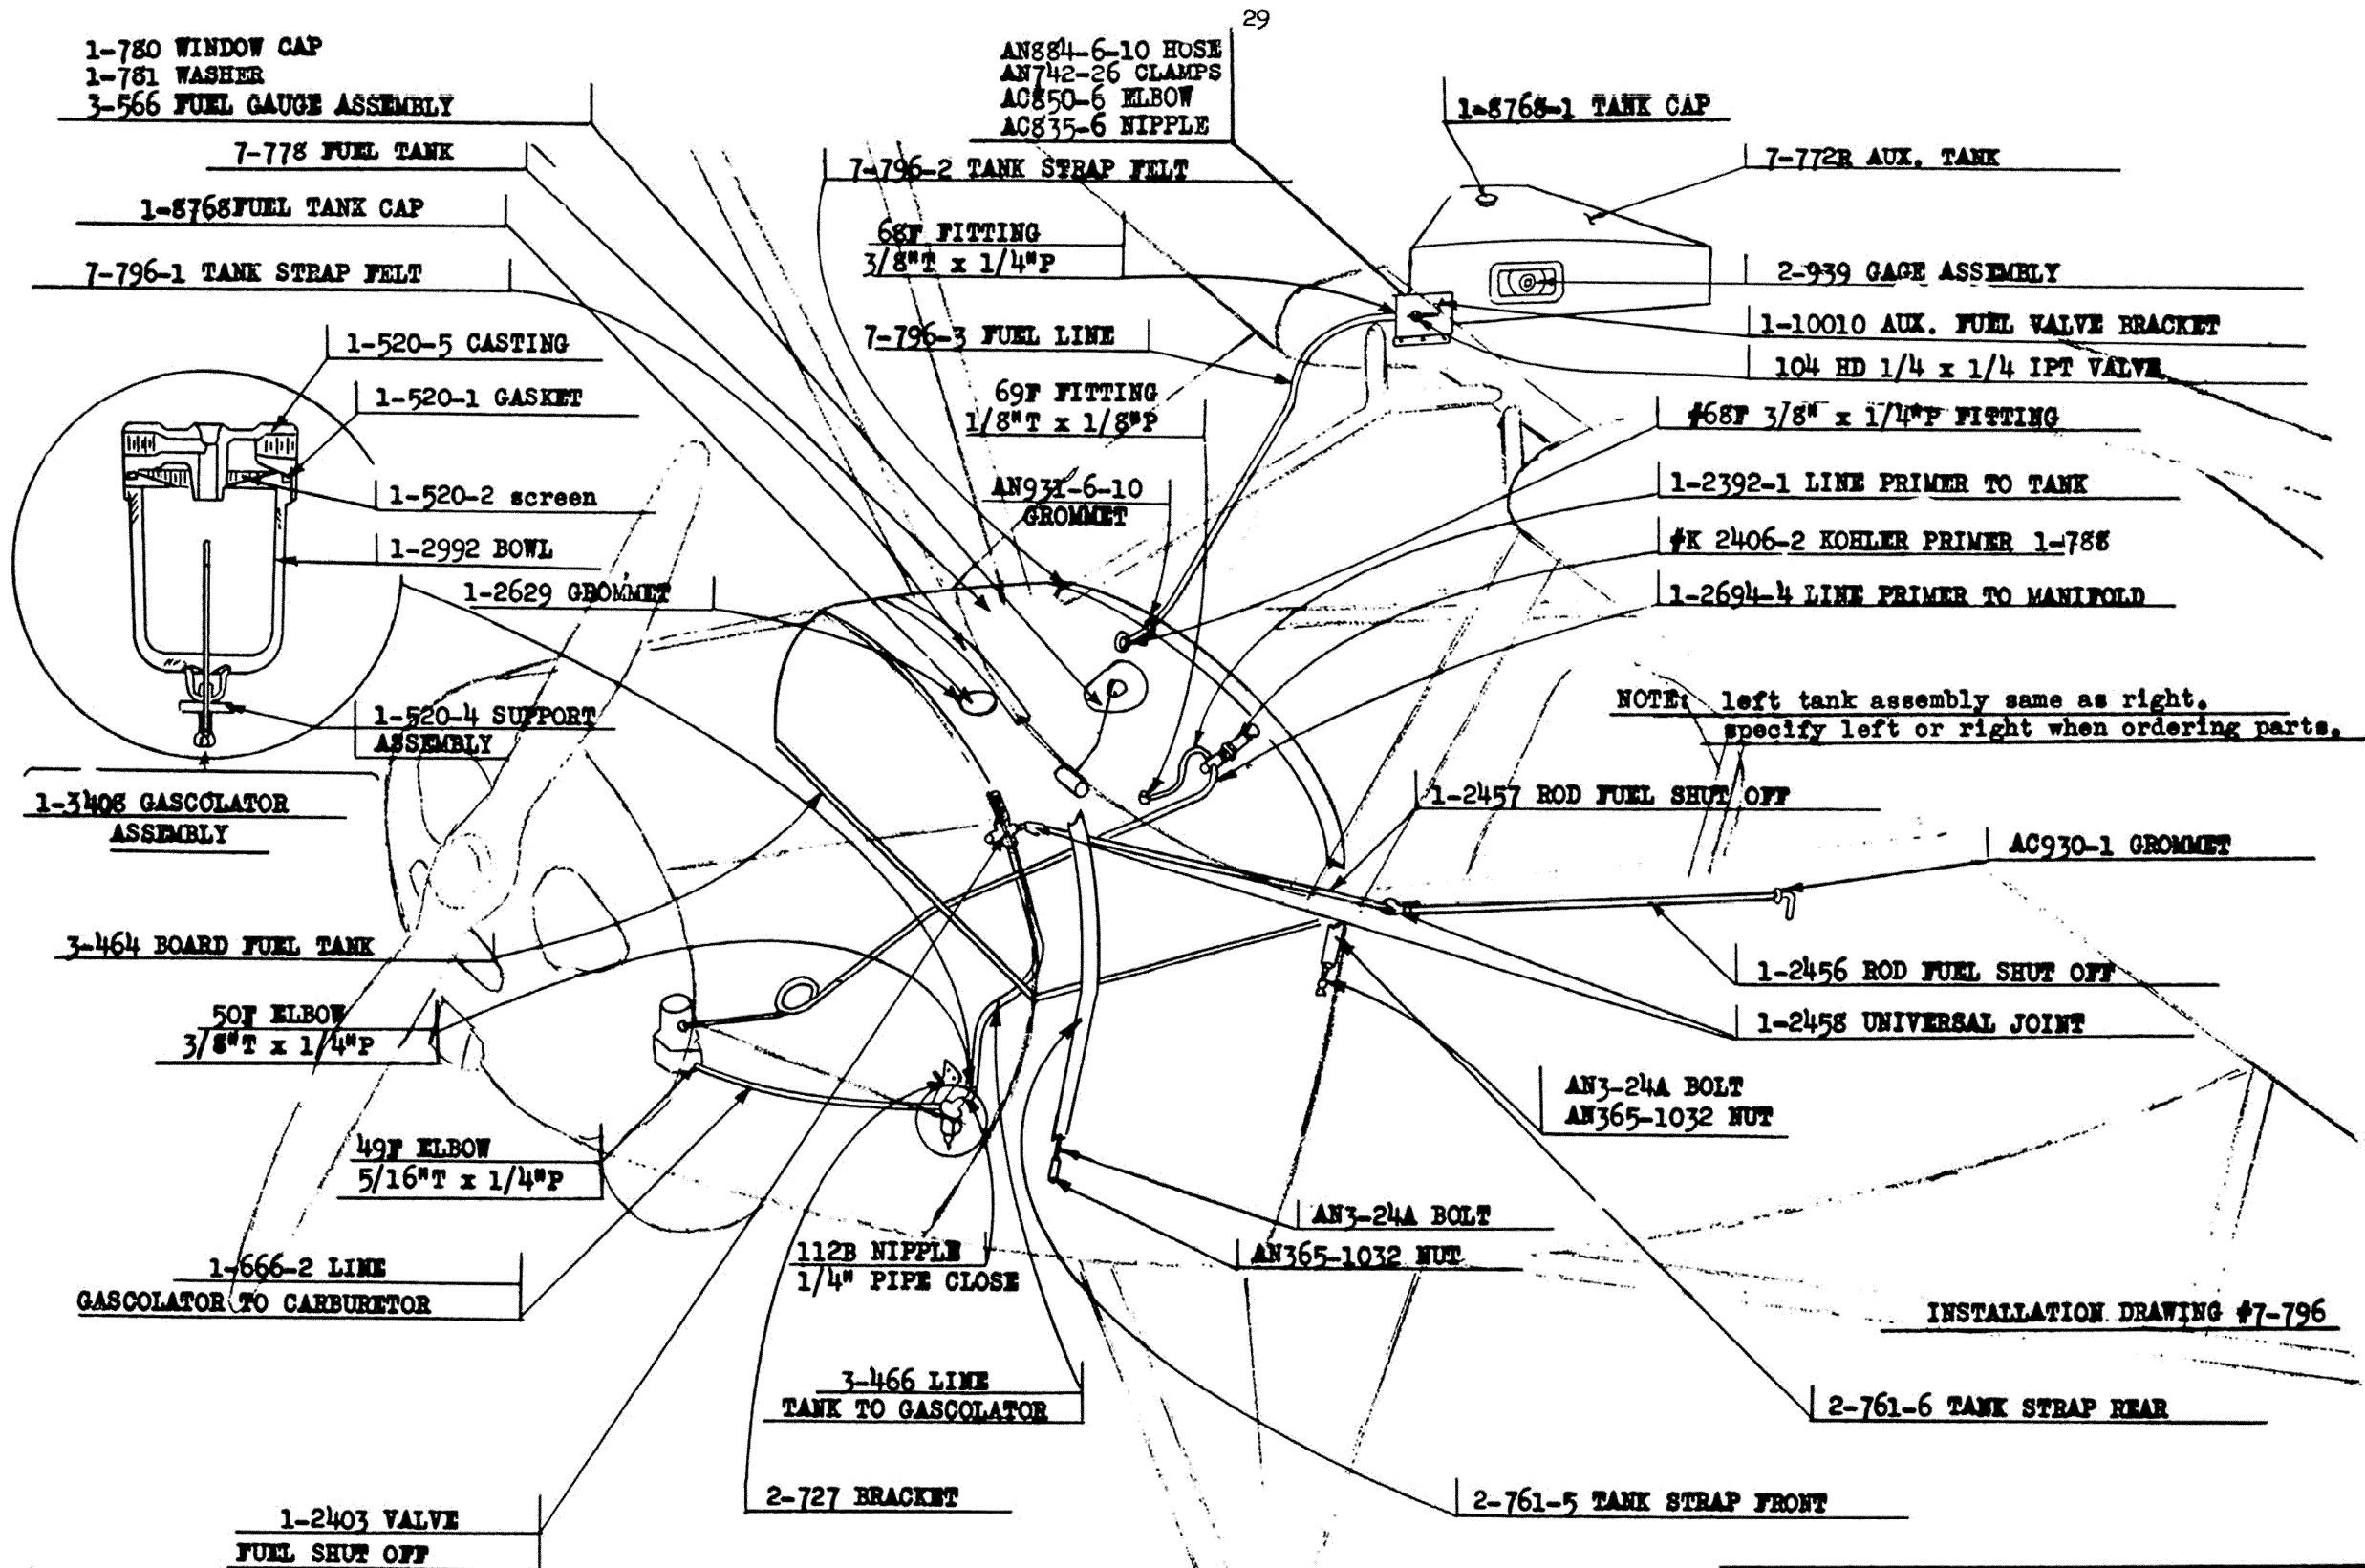 29
1-780 WINDOW CAP
1-781 WASHER
3-566 FUEL GAUGE ASSEMBLY
7-778 FUEL TANK
1-8768 FUEL TANK CAP
7-796-1 TANK STRAP FELT
1-520-5 CASTING
1-520-1 GASKET
1-520-2 screen
1-2992 BOWL
1-2629 GROMMET
1-520-4 SUPPORT
ASSEMBLY
1-3408 GASCOLATOR
ASSEMBLY
3-464 BOARD FUEL TANK
50F ELBOW
3/8"T x 1/4"P
49F ELBOW
5/16"T x 1/4"P
1-666-2 LINE
GASCOLATOR TO CARBURETOR
1-2403 VALVE
FUEL SHUT OFF
AN884-6-10 HOSE
AN742-26 CLAMPS
AC850-6 ELBOW
AC835-6 NIPPLE
7-796-2 TANK STRAP FELT
68F FITTING
3/8"T x 1/4"P
7-796-3 FUEL LINE
69F FITTING
1/8"T x 1/8"P
AN931-6-10
GROMMET
112B NIPPLE
1/4" PIPE CLOSE
3-466 LINE
TANK TO GASCOLATOR
2-727 BRACKET
1-8768-1 TANK CAP
7-772R AUX. TANK
2-939 GAGE ASSEMBLY
1-10010 AUX. FUEL VALVE BRACKET
104 HD 1/4 x 1/4 IPT VALVE
#68F 3/8" x 1/4"P FITTING
1-2392-1 LINE PRIMER TO TANK
#K 2406-2 KOHLER PRIMER 1-788
1-2694-4 LINE PRIMER TO MANIFOLD
NOTE: left tank assembly same as right.
specify left or right when ordering parts.
1-2457 ROD FUEL SHUT OFF
AC930-1 GROMMET
1-2456 ROD FUEL SHUT OFF
1-2458 UNIVERSAL JOINT
AN3-24A BOLT
AN365-1032 NUT
AN3-24A BOLT
AN365-1032 NUT
INSTALLATION DRAWING #7-796
2-761-6 TANK STRAP REAR
2-761-5 TANK STRAP FRONT